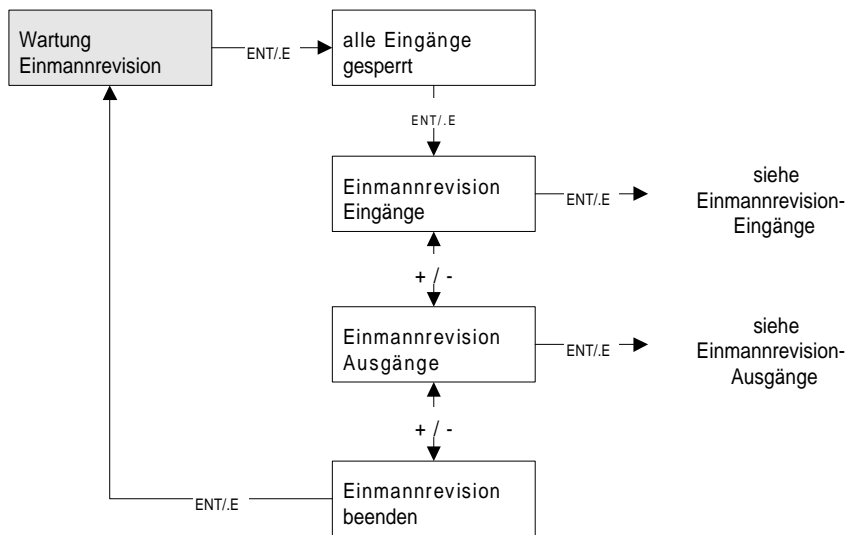 Wartung
Einmannrevision
ENT/.E
alle Eingänge
gesperrt
ENT/.E
Einmannrevision
Eingänge
ENT/.E
siehe
Einmannrevision-
Eingänge
+ / -
Einmannrevision
Ausgänge
ENT/.E
siehe
Einmannrevision-
Ausgänge
+ / -
Einmannrevision
beenden
ENT/.E